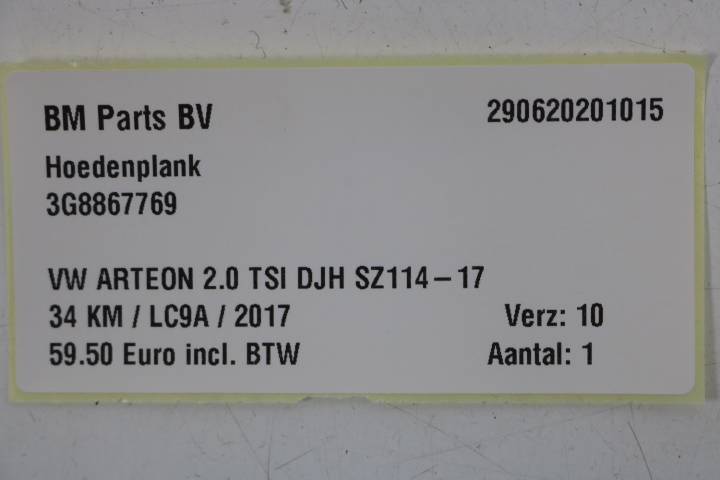 BM Parts BV 290620201015
Hoedenplank
3G8867769
VW ARTEON 2.0 TSI DJH SZ114-17
34 KM / LC9A / 2017 Verz: 10
59.50 Euro incl. BTW Aantal: 1